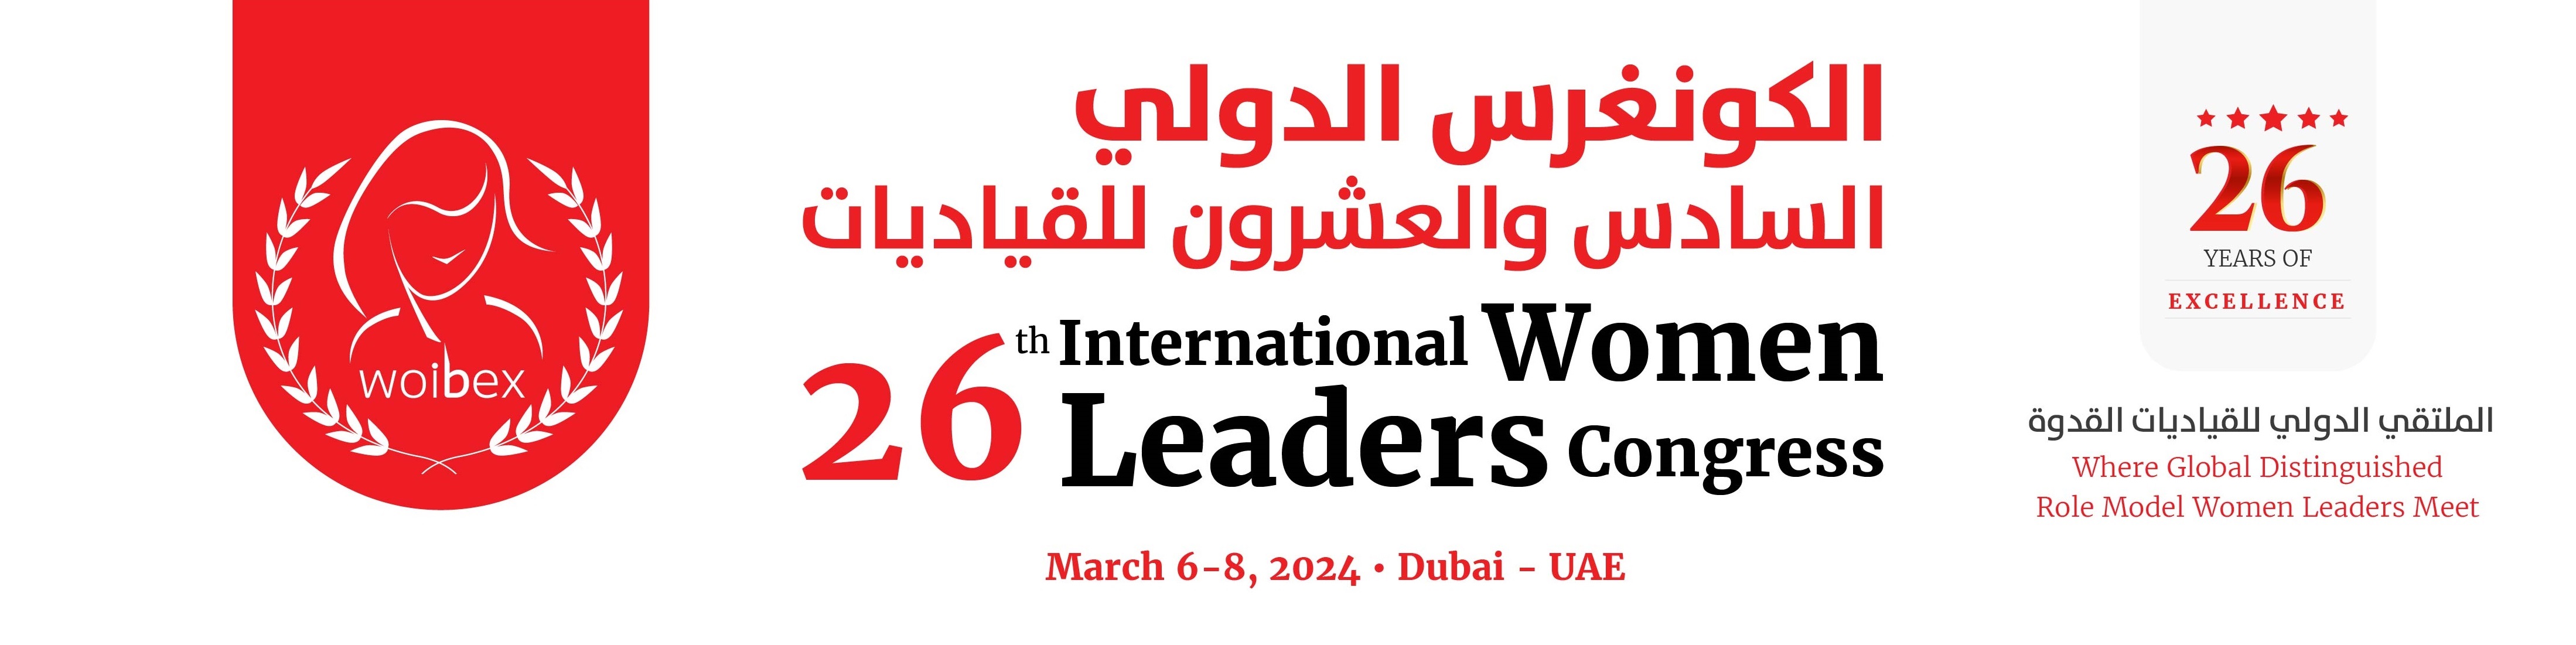 woibex
الكونغرس الدولي
السادس والعشرون للقياديات
26th International Women
Leaders Congress
March 6-8, 2024 • Dubai - UAE
26
YEARS OF
EXCELLENCE
الملتقي الدولي للقياديات القدوة
Where Global Distinguished
Role Model Women Leaders Meet